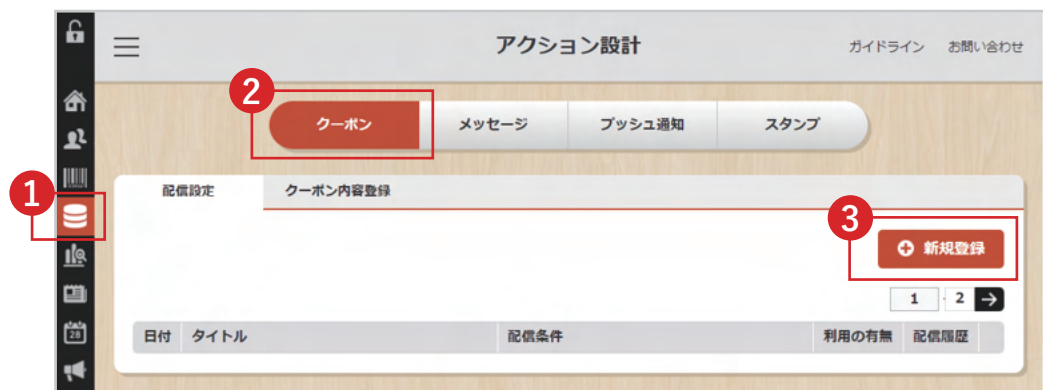 アクション設計
ガイドライン お問い合わせ
2
クーポン メッセージ プッシュ通知 スタンプ
1
配信設定 クーポン内容登録
3
新規登録
1 2
日付 タイトル 配信条件 利用の有無 配信履歴
28